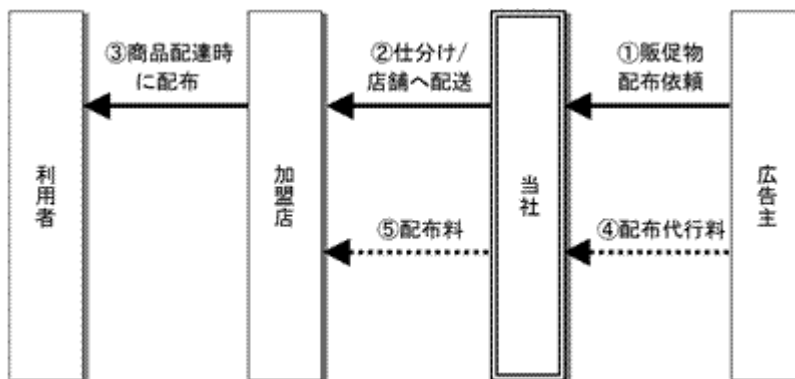 ③商品配達時
に配布
②仕分け/
店舗へ配送
①販促物
配布依頼
利用者
加盟店
当社
広告主
⑤配布料
④配布代行料